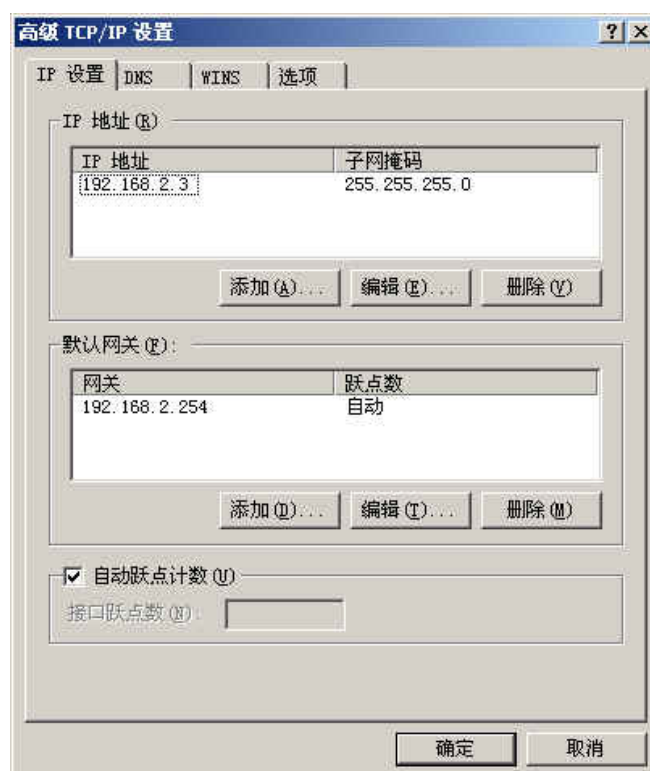 高级 TCP/IP 设置
IP 设置 DNS WINS 选项
IP 地址(R)
IP 地址 子网掩码
192.168.2.3 255.255.255.0
添加(A)... 编辑(E)... 删除(V)
默认网关(F):
网关 跃点数
192.168.2.254 自动
添加(D)... 编辑(T)... 删除(M)
自动跃点计数(U)
接口跃点数(N):
确定 取消